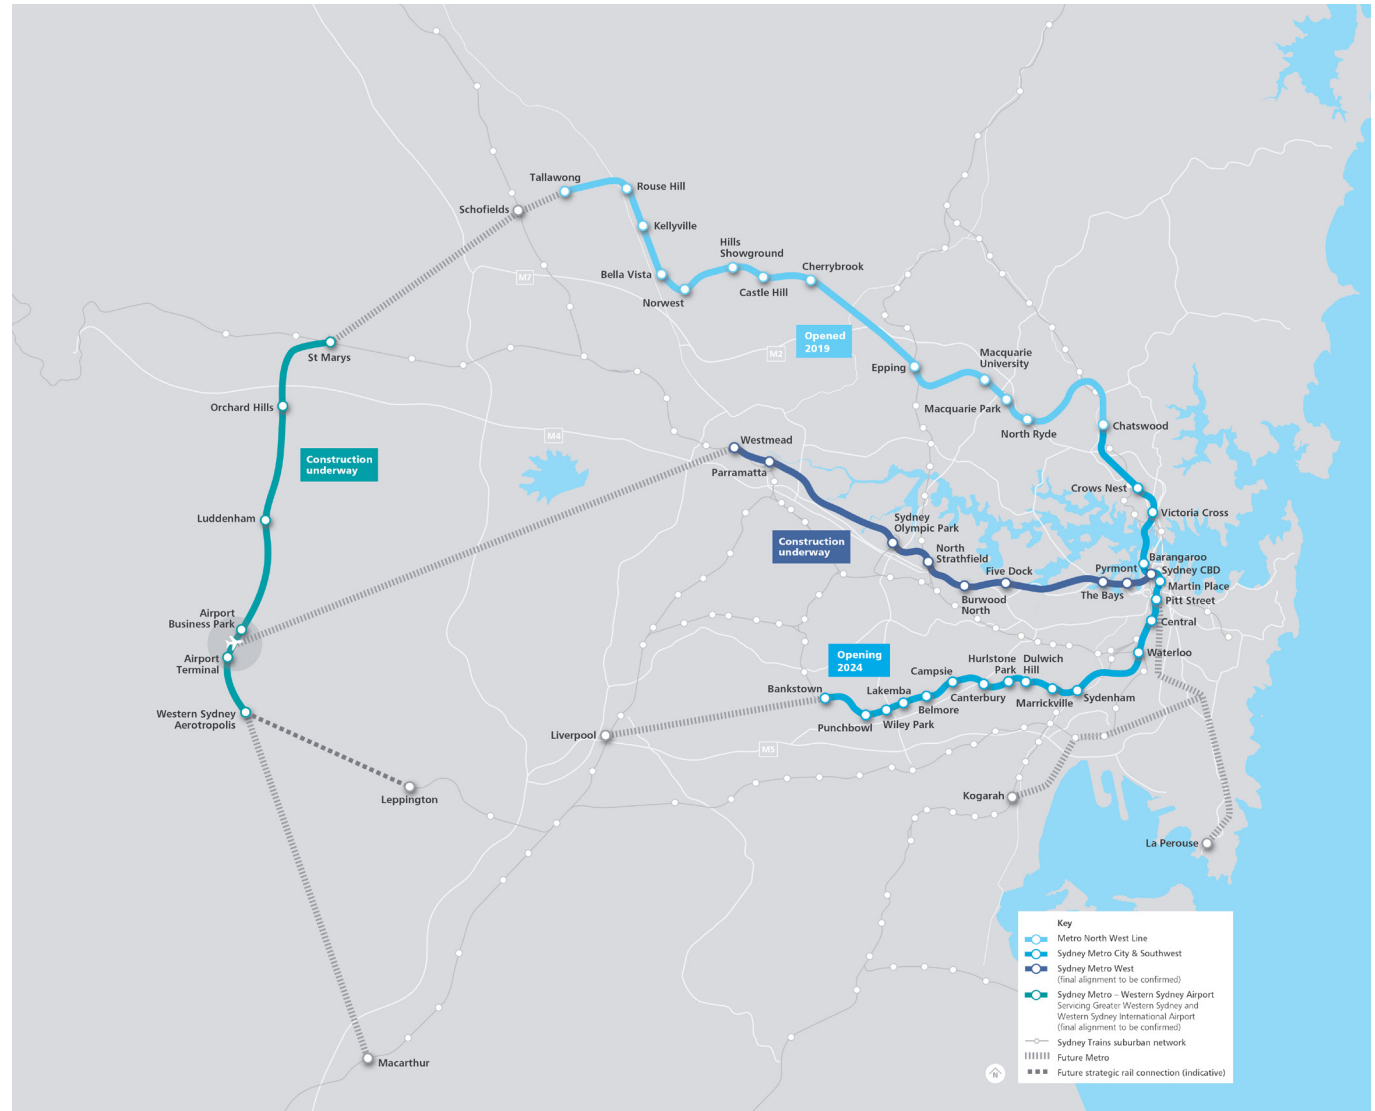 Tallawong
Rouse Hill
Schofields
Kellyville
Hills
Showground
Cherrybrook
Bella Vista
M7
Castle Hill
Norwest
Opened
2019
St Marys
M2
Macquarie
University
Epping
Orchard Hills
Macquarie Park
North Ryde
Chatswood
M4
Westmead
Construction
underway
Parramatta
Crows Nest
Luddenham
Sydney
Olympic Park
Victoria Cross
Construction
underway
North
Strathfield
Barangaroo
Five Dock
Pyrmont
Sydney CBD
Martin Place
Burwood
North
The Bays
Pitt Street
Airport
Business Park
Central
Opening
2024
Waterloo
Airport
Terminal
Hurlstone
Park
Dulwich
Hill
Campsie
Bankstown
Lakemba
Canterbury
Sydenham
Marrickville
Belmore
Western Sydney
Aerotropolis
Punchbowl
Wiley Park
Liverpool
M5
Leppington
Kogarah
La Perouse
Macarthur
N
Key
Metro North West Line
Sydney Metro City & Southwest
Sydney Metro West
(final alignment to be confirmed)
Sydney Metro – Western Sydney Airport
Servicing Greater Western Sydney and
Western Sydney International Airport
(final alignment to be confirmed)
Sydney Trains suburban network
Future Metro
Future strategic rail connection (indicative)